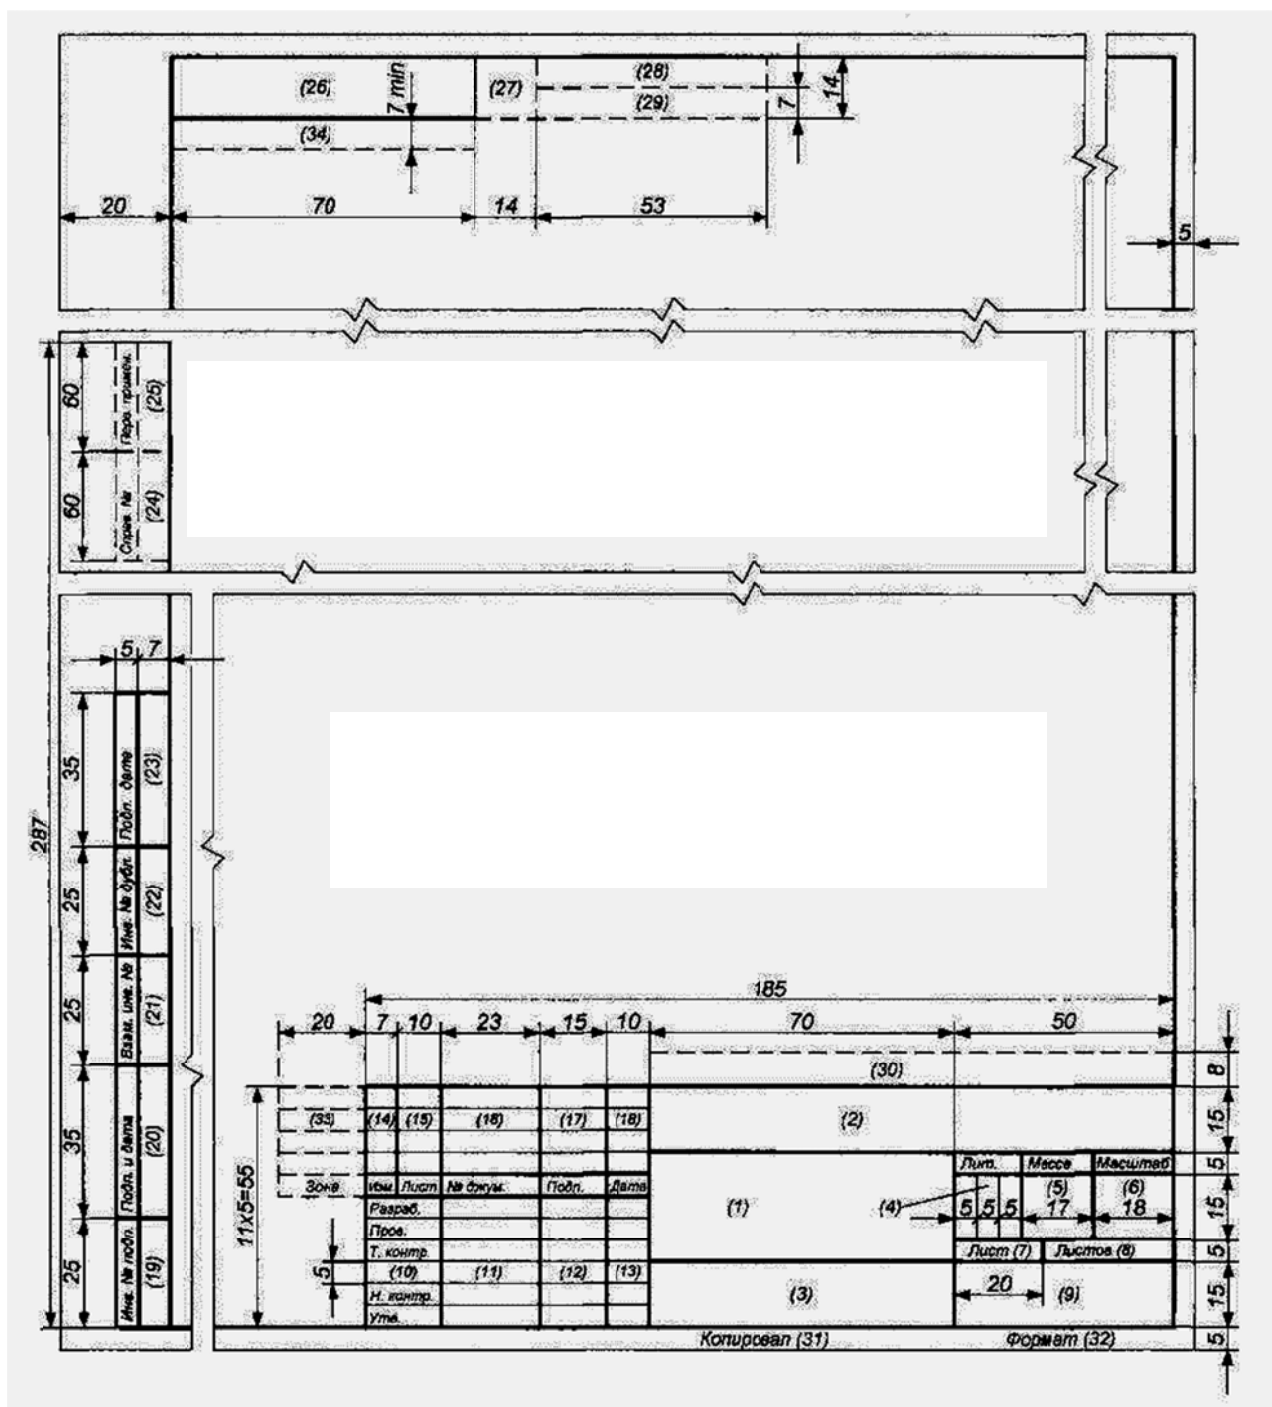 (26)
7 min
(27)
(28)
(29)
7
14
(34)
20
70
14
53
5
60
Перв. примен.
(25)
60
Справ. №
(24)
5
7
287
35
Подп. дата
(23)
25
Инв. № дубл.
(22)
25
Взам. инв. №
(21)
35
Подп. и дата
(20)
25
Инв. № подл.
(19)
185
20 7 10 23 15 10 70 50
(30)
8
11x5=55
(33) (14) (15) (16) (17) (18)
(2)
15
Зона Изм. Лист № докум. Подп. Дата
Лит. Масса Масштаб
5
Разраб.
(1)
(4)
5 5 5
(5)
17
(6)
18
15
Пров.
Т. контр.
Лист (7) Листов (8)
5
5
(10) (11) (12) (13)
(3)
20
(9)
15
Н. контр.
Утв.
Копировал (31) Формат (32)
5